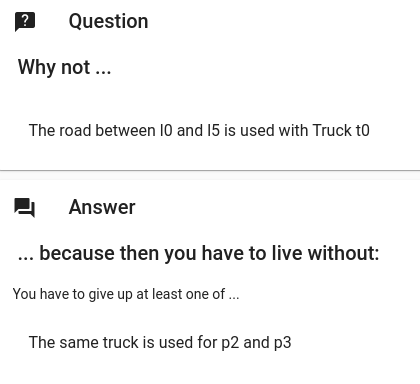 Question
Why not ...
The road between l0 and l5 is used with Truck t0
Answer
... because then you have to live without:
You have to give up at least one of ...
The same truck is used for p2 and p3